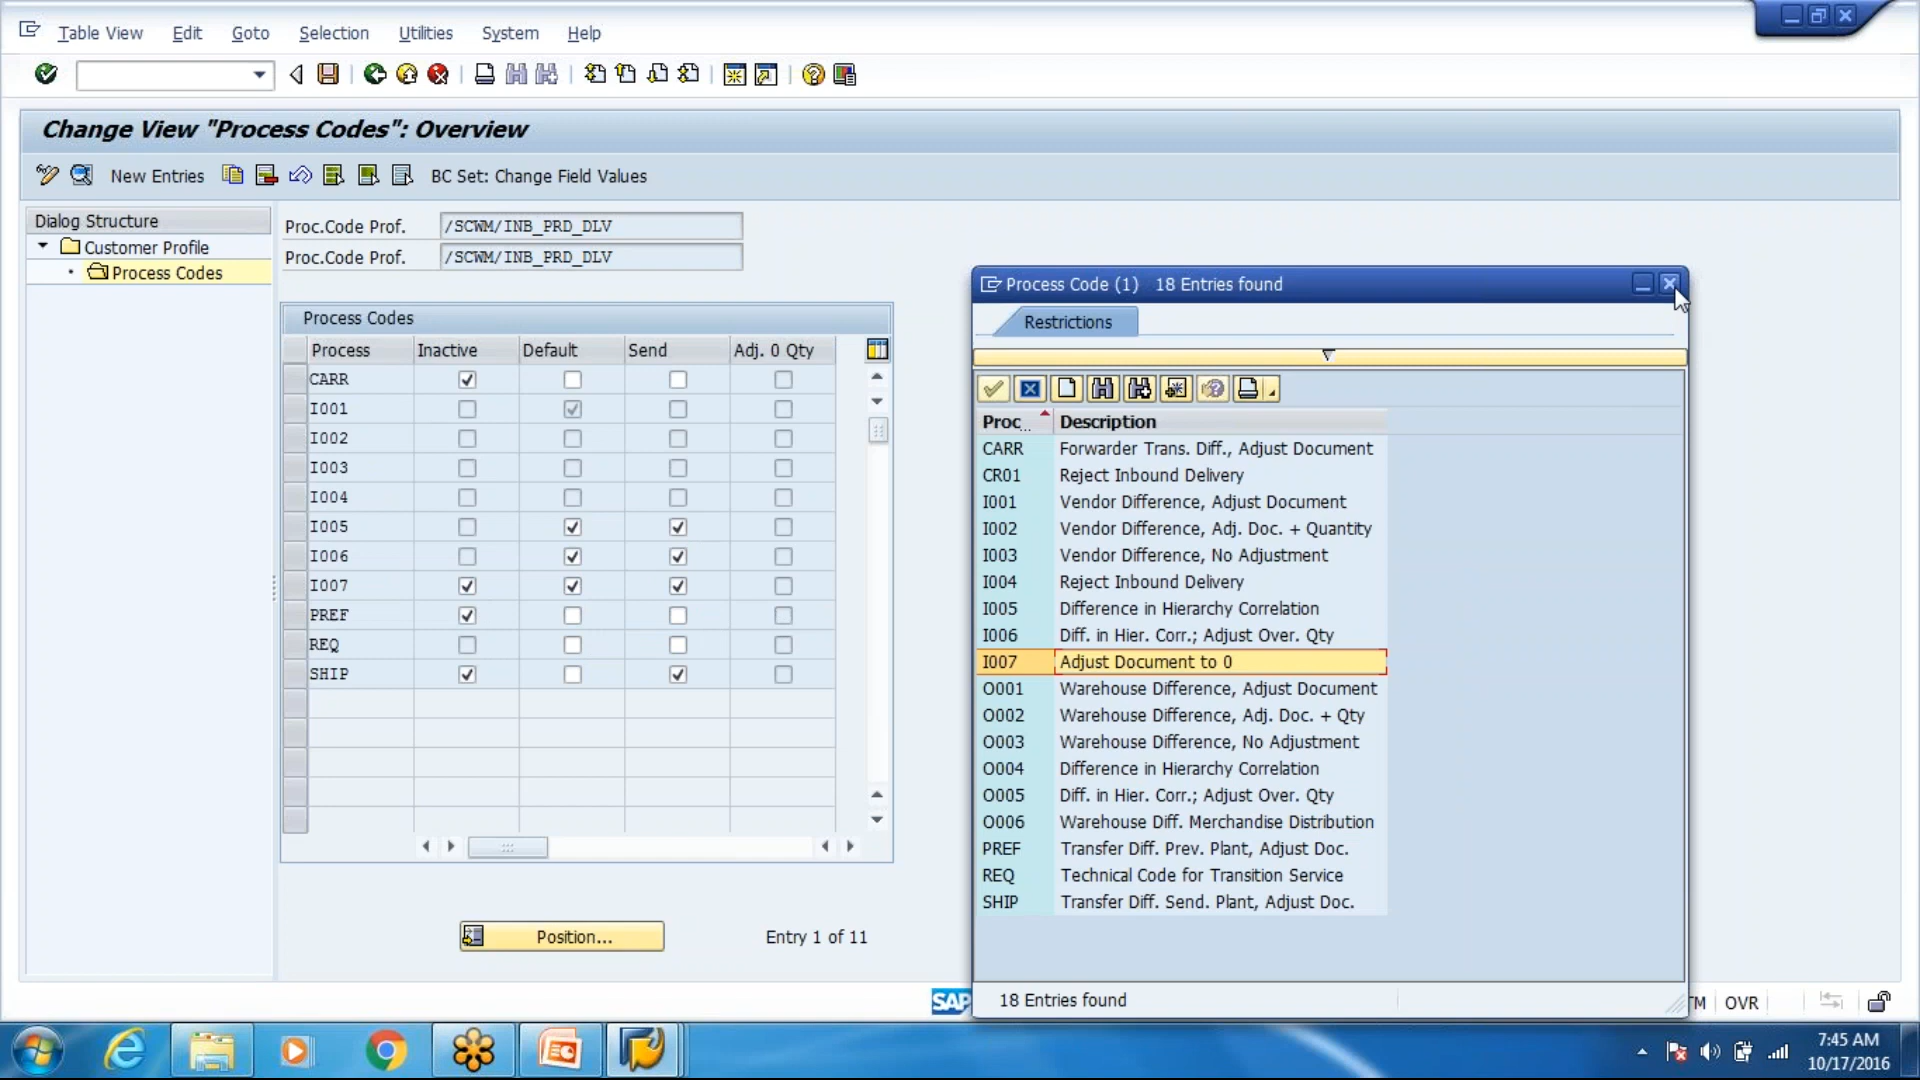 Table View Edit Goto Selection Utilities System Help
Change View "Process Codes": Overview
New Entries BC Set: Change Field Values
Dialog Structure
Customer Profile
Process Codes
Proc.Code Prof. /SCWM/INB_PRD_DLV
Proc.Code Prof. /SCWM/INB_PRD_DLV
Process Codes
Process Inactive Default Send Adj. 0 Qty
CARR
I001
I002
I003
I004
I005
I006
I007
PREF
REQ
SHIP
Position... Entry 1 of 11
Process Code (1) 18 Entries found
Restrictions
Proc... Description
CARR Forwarder Trans. Diff., Adjust Document
CR01 Reject Inbound Delivery
I001 Vendor Difference, Adjust Document
I002 Vendor Difference, Adj. Doc. + Quantity
I003 Vendor Difference, No Adjustment
I004 Reject Inbound Delivery
I005 Difference in Hierarchy Correlation
I006 Diff. in Hier. Corr.; Adjust Over. Qty
I007 Adjust Document to 0
O001 Warehouse Difference, Adjust Document
O002 Warehouse Difference, Adj. Doc. + Qty
O003 Warehouse Difference, No Adjustment
O004 Difference in Hierarchy Correlation
O005 Diff. in Hier. Corr.; Adjust Over. Qty
O006 Warehouse Diff. Merchandise Distribution
PREF Transfer Diff. Prev. Plant, Adjust Doc.
REQ Technical Code for Transition Service
SHIP Transfer Diff. Send. Plant, Adjust Doc.
18 Entries found
SAP
OVR
7:45 AM
10/17/2016